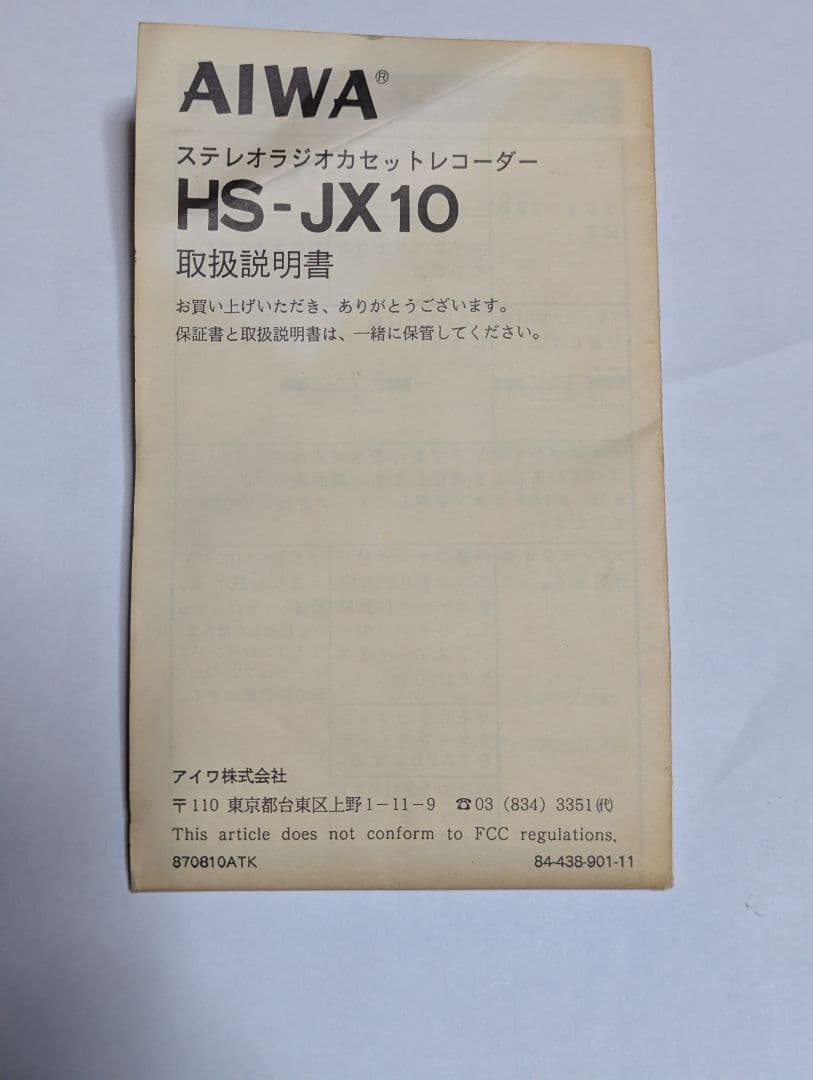 AIWA®
ステレオラジオカセットレコーダー
HS-JX10
取扱説明書
お買い上げいただき、ありがとうございます。
保証書と取扱説明書は、一緒に保管してください。
アイワ株式会社
〒110 東京都台東区上野1-11-9 ☎03 (834) 3351㈹
This article does not conform to FCC regulations.
870810ATK 84-438-901-11